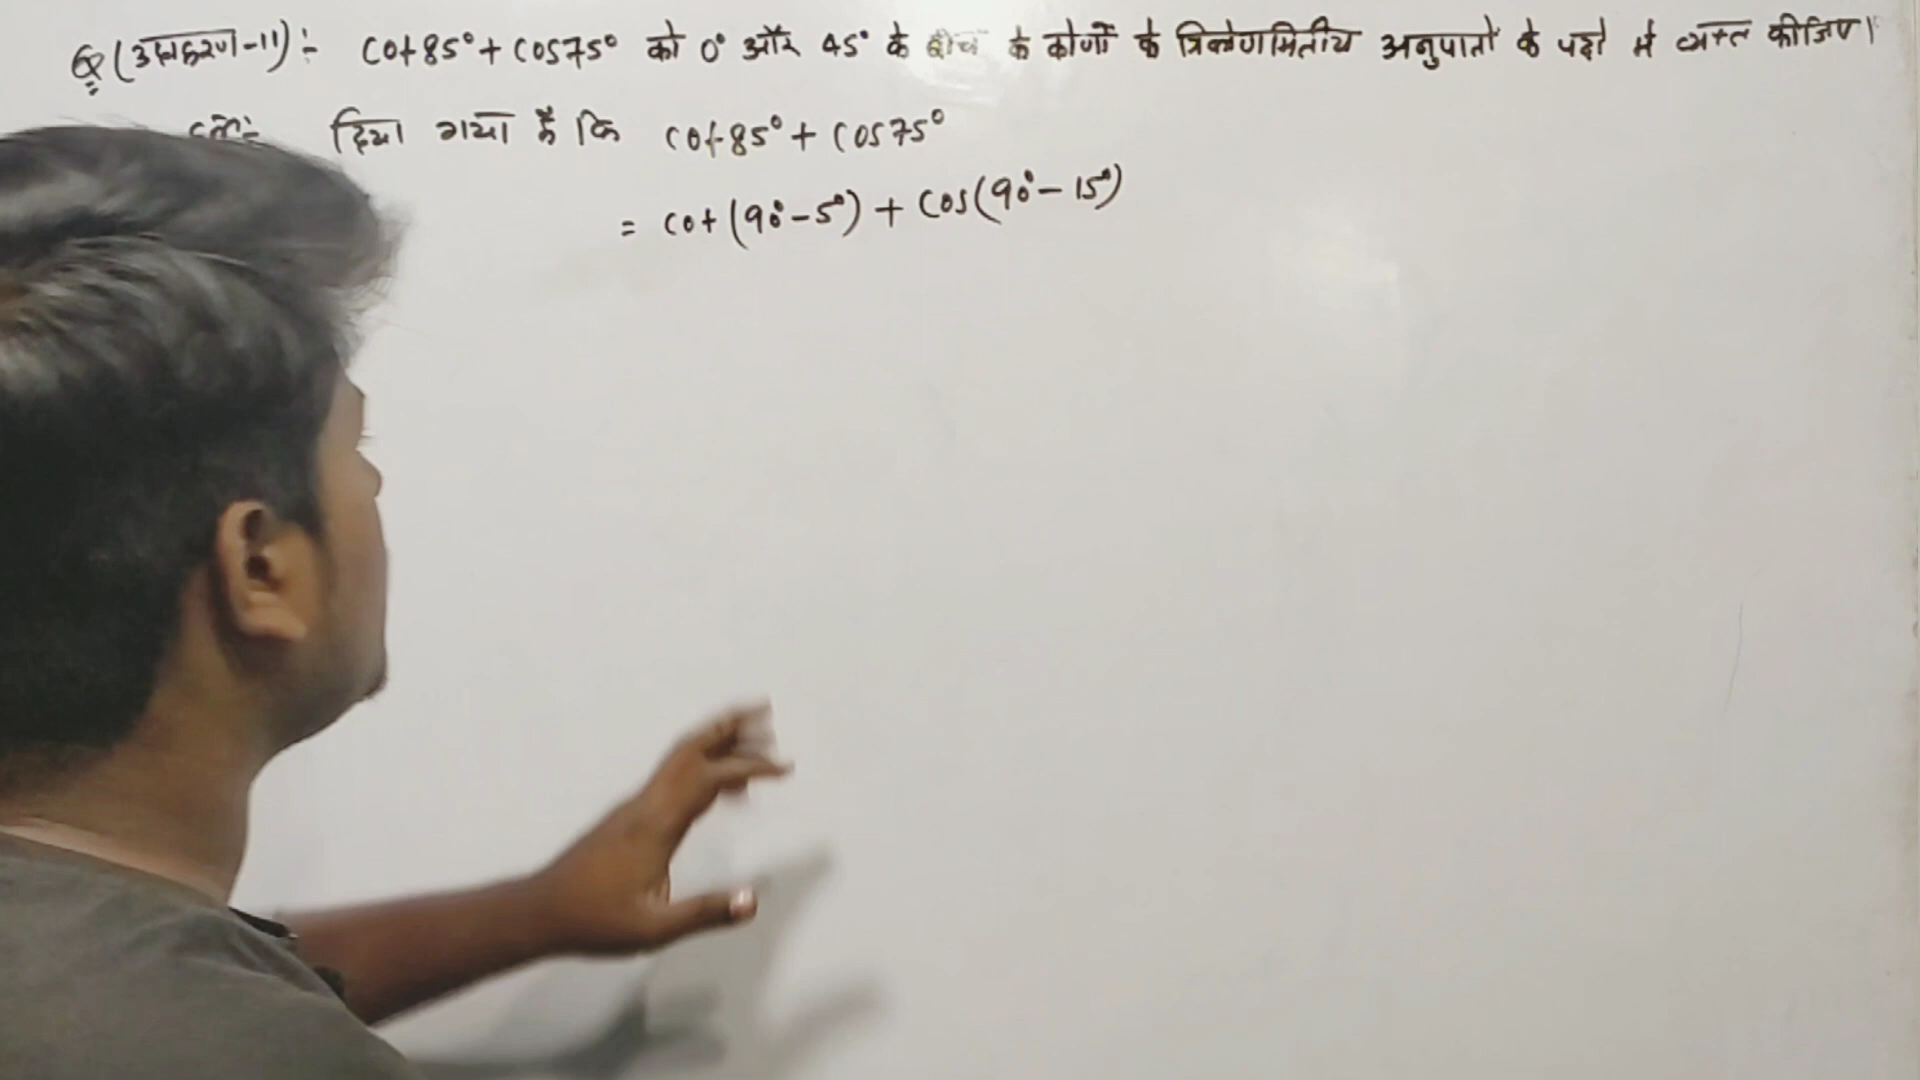 Q (उदाहरण-11):- cot85° + cos75° को 0° और 45° के बीच के कोणों के त्रिकोणमितीय अनुपातों के पदों में व्यक्त कीजिए।
दिया गया है कि cot85° + cos75°
= cot(90°-5°) + cos(90°-15°)